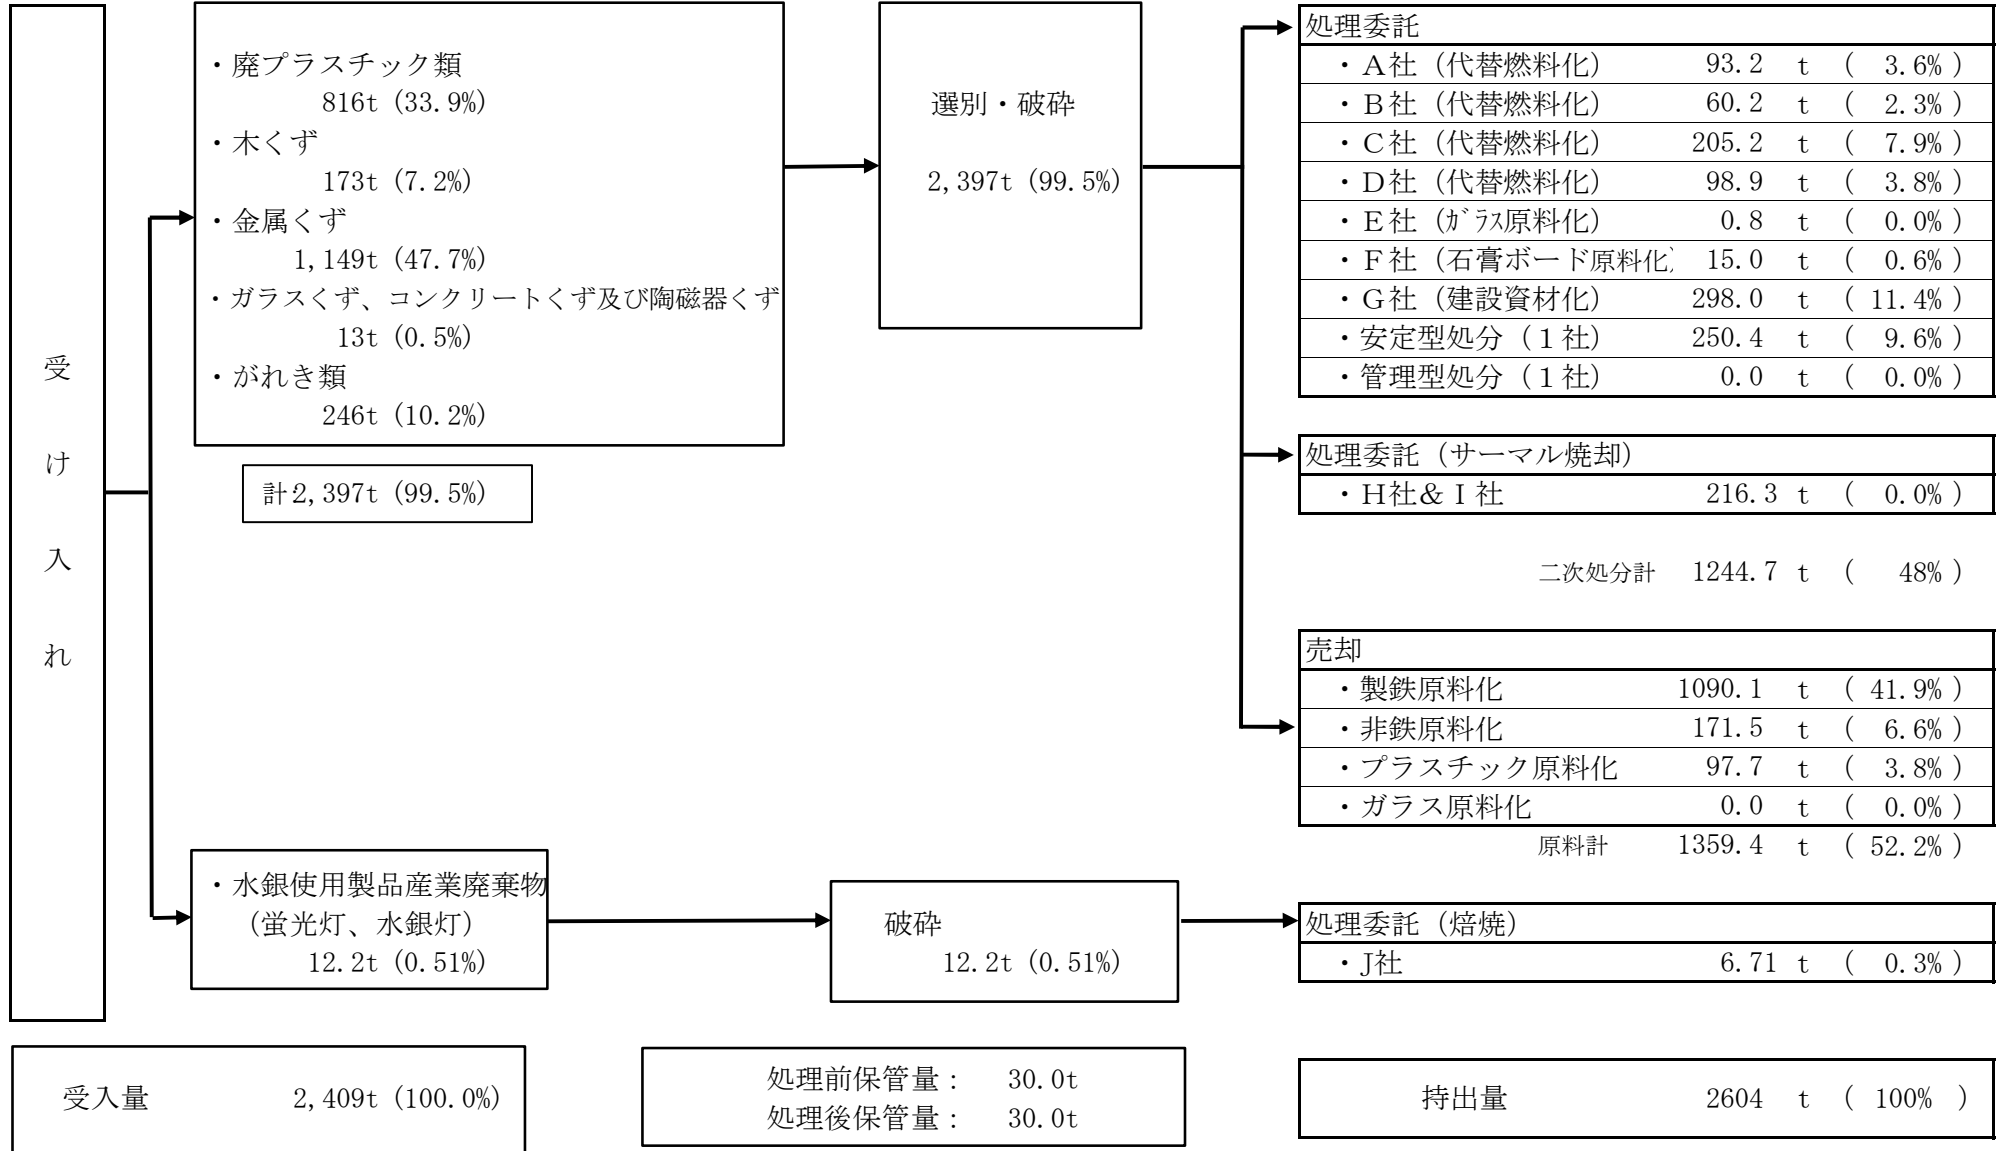 受け入れ
・廃プラスチック類
816t (33.9%)
・木くず
173t (7.2%)
・金属くず
1,149t (47.7%)
・ガラスくず、コンクリートくず及び陶磁器くず
13t (0.5%)
・がれき類
246t (10.2%)
計2,397t (99.5%)
選別・破砕
2,397t (99.5%)
処理委託
・A社（代替燃料化） 93.2 t ( 3.6% )
・B社（代替燃料化） 60.2 t ( 2.3% )
・C社（代替燃料化） 205.2 t ( 7.9% )
・D社（代替燃料化） 98.9 t ( 3.8% )
・E社（ｶﾞﾗｽ原料化） 0.8 t ( 0.0% )
・F社（石膏ボード原料化） 15.0 t ( 0.6% )
・G社（建設資材化） 298.0 t ( 11.4% )
・安定型処分（１社） 250.4 t ( 9.6% )
・管理型処分（１社） 0.0 t ( 0.0% )
処理委託（サーマル焼却）
・H社＆I社 216.3 t ( 0.0% )
二次処分計 1244.7 t ( 48% )
売却
・製鉄原料化 1090.1 t ( 41.9% )
・非鉄原料化 171.5 t ( 6.6% )
・プラスチック原料化 97.7 t ( 3.8% )
・ガラス原料化 0.0 t ( 0.0% )
原料計 1359.4 t ( 52.2% )
・水銀使用製品産業廃棄物
（蛍光灯、水銀灯）
12.2t (0.51%)
破砕
12.2t (0.51%)
処理委託（焙焼）
・J社 6.71 t ( 0.3% )
受入量 2,409t (100.0%)
処理前保管量： 30.0t
処理後保管量： 30.0t
持出量 2604 t ( 100% )